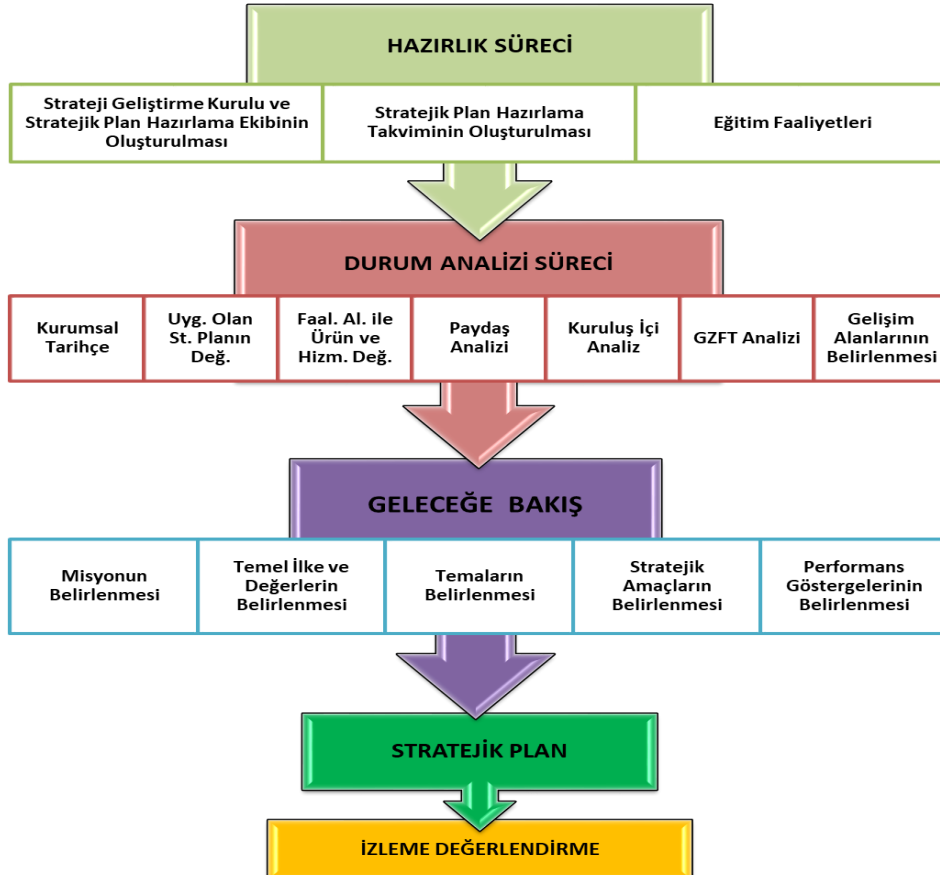 HAZIRLIK SÜRECİ
Strateji Geliştirme Kurulu ve
Stratejik Plan Hazırlama Ekibinin
Oluşturulması
Stratejik Plan Hazırlama
Takviminin Oluşturulması
Eğitim Faaliyetleri
DURUM ANALİZİ SÜRECİ
Kurumsal
Tarihçe
Uyg. Olan
St. Planın
Değ.
Faal. Al. ile
Ürün ve
Hizm. Değ.
Paydaş
Analizi
Kuruluş İçi
Analiz
GZFT Analizi
Gelişim
Alanlarının
Belirlenmesi
GELECEĞE BAKIŞ
Misyonun
Belirlenmesi
Temel İlke ve
Değerlerin
Belirlenmesi
Temaların
Belirlenmesi
Stratejik
Amaçların
Belirlenmesi
Performans
Göstergelerinin
Belirlenmesi
STRATEJİK PLAN
İZLEME DEĞERLENDİRME